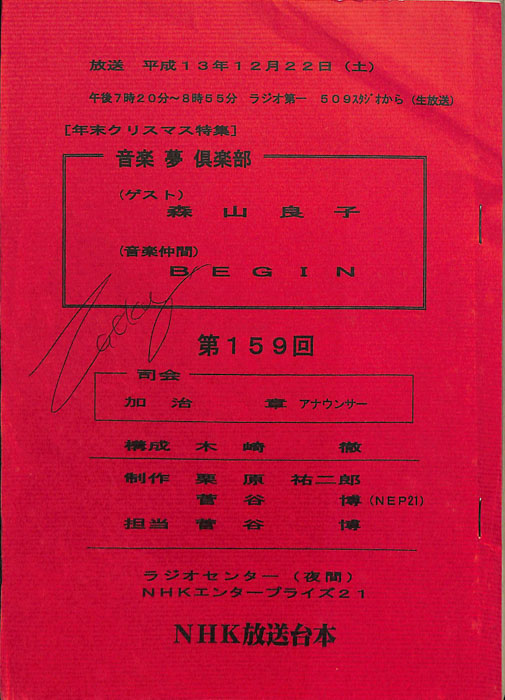 放送 平成13年12月22日(土)
午後7時20分~8時55分 ラジオ第一 509スタジオから(生放送)
[年末クリスマス特集]
音楽 夢 倶楽部
(ゲスト)
森山良子
(音楽仲間)
BEGIN
第159回
司会
加治 章 アナウンサー
構成 木崎 徹
制作 栗原 祐二郎
菅谷 博(NEP21)
担当 菅谷 博
ラジオセンター(夜間)
NHKエンタープライズ21
NHK放送台本